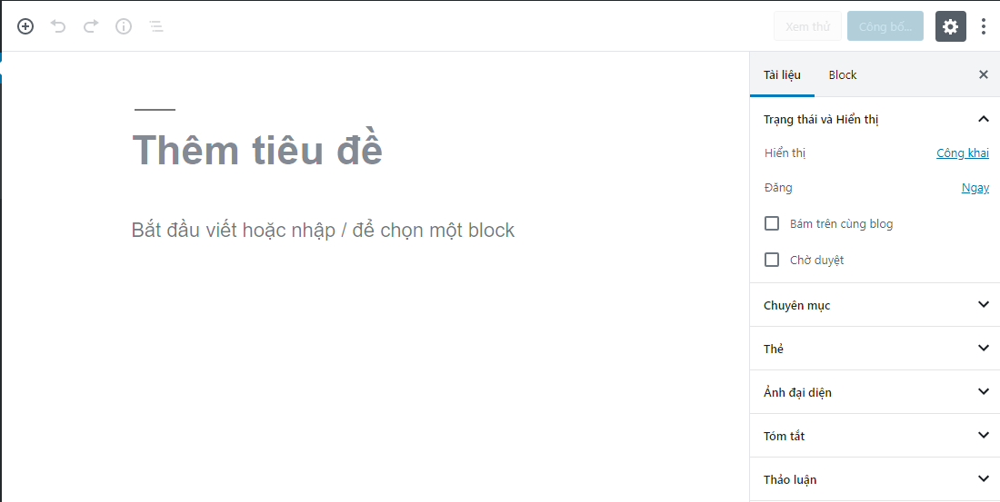 Xem thử
Công bố...
Tài liệu
Block
Thêm tiêu đề
Bắt đầu viết hoặc nhập / để chọn một block
Trạng thái và Hiển thị
Hiển thị Công khai
Đăng Ngay
Bám trên cùng blog
Chờ duyệt
Chuyên mục
Thẻ
Ảnh đại diện
Tóm tắt
Thảo luận